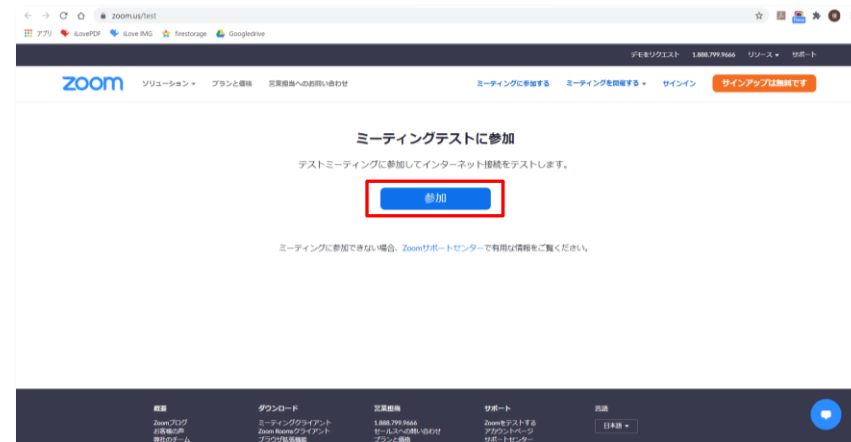 zoom.us/test
アプリ iLovePDF iLove IMG firestorage Googledrive
デモをリクエスト 1.888.799.9666 リソース サポート
zoom ソリューション プランと価格 営業担当へのお問い合わせ ミーティングに参加する ミーティングを開催する サインイン サインアップは無料です
ミーティングテストに参加
テストミーティングに参加してインターネット接続をテストします。
参加
ミーティングに参加できない場合、Zoomサポートセンターで有用な情報をご覧ください。
概要 ダウンロード 営業担当 サポート 言語
Zoomブログ ミーティングクライアント 1.888.799.9666 Zoomをテストする 日本語
お客様の声 Zoom Roomsクライアント セールスへの問い合わせ アカウントページ
弊社のチーム ブラウザ拡張機能 プランと価格 サポートセンター